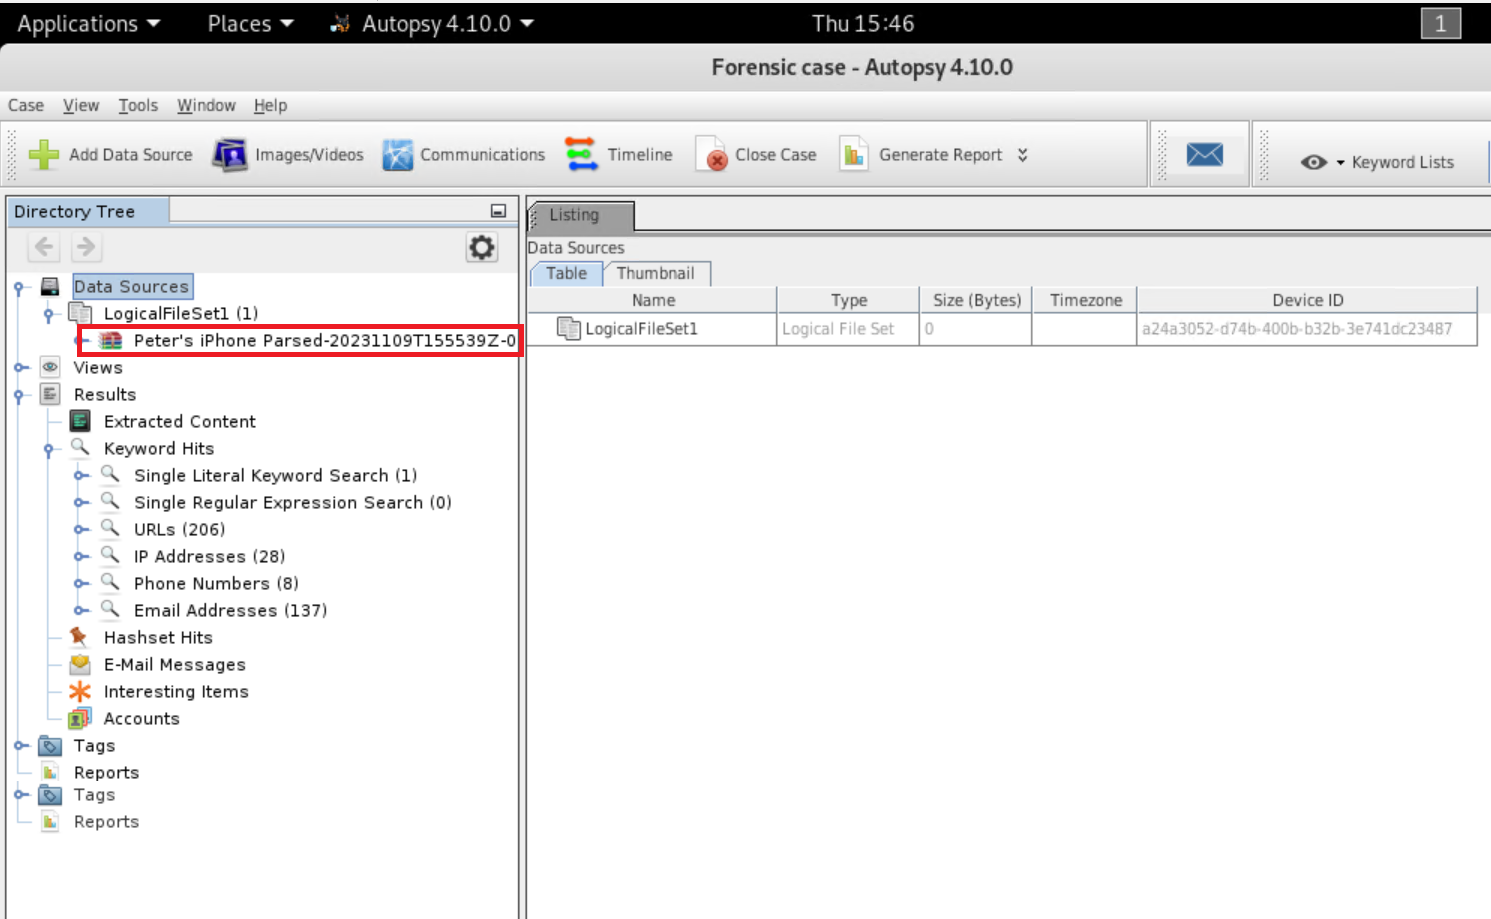 Applications Places Autopsy 4.10.0 Thu 15:46 1
Forensic case - Autopsy 4.10.0
Case View Tools Window Help
Add Data Source Images/Videos Communications Timeline Close Case Generate Report Keyword Lists
Directory Tree
Data Sources
LogicalFileSet1 (1)
Peter's iPhone Parsed-20231109T155539Z-0
Views
Results
Extracted Content
Keyword Hits
Single Literal Keyword Search (1)
Single Regular Expression Search (0)
URLs (206)
IP Addresses (28)
Phone Numbers (8)
Email Addresses (137)
Hashset Hits
E-Mail Messages
Interesting Items
Accounts
Tags
Reports
Tags
Reports
Listing
Data Sources
Table Thumbnail
Name Type Size (Bytes) Timezone Device ID
LogicalFileSet1 Logical File Set 0 a24a3052-d74b-400b-b32b-3e741dc23487